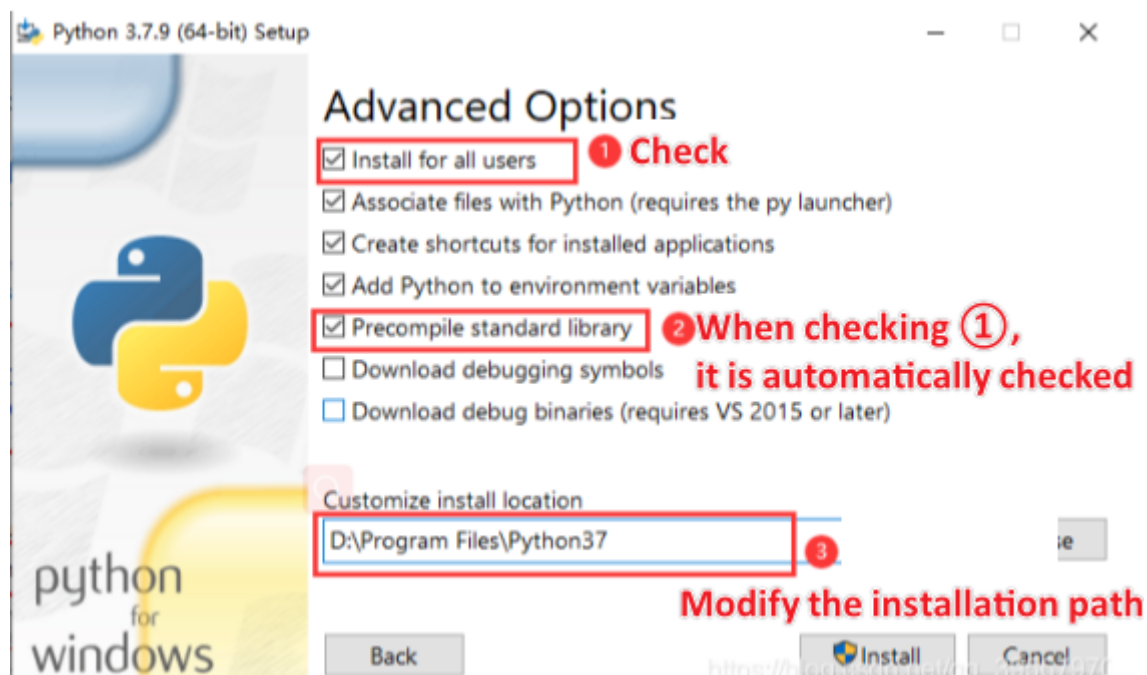 Python 3.7.9 (64-bit) Setup
Advanced Options
Install for all users
1 Check
Associate files with Python (requires the py launcher)
Create shortcuts for installed applications
Add Python to environment variables
Precompile standard library
2 When checking ①,
it is automatically checked
Download debugging symbols
Download debug binaries (requires VS 2015 or later)
Customize install location
D:\Program Files\Python37
3
Modify the installation path
python
for
windows
Back
Install
Cancel